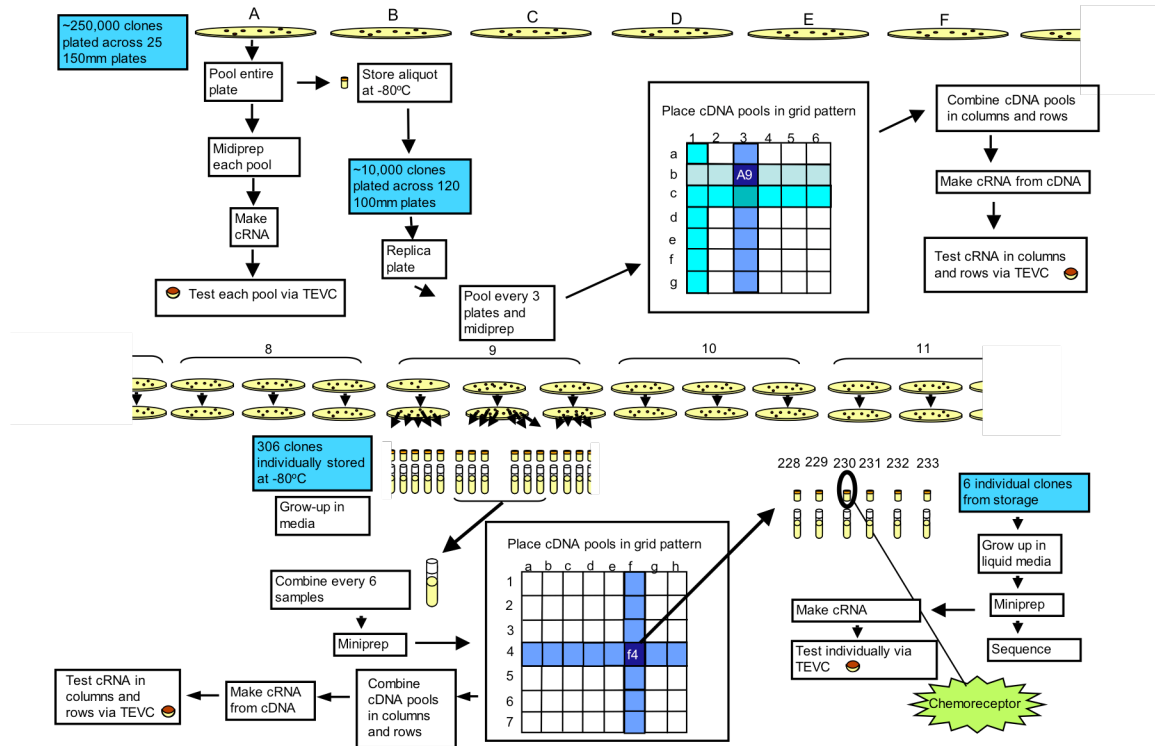 A B C D E F
~250,000 clones
plated across 25
150mm plates
Pool entire
plate
Store aliquot
at -80ºC
Midiprep
each pool
Make
cRNA
Test each pool via TEVC
~10,000 clones
plated across 120
100mm plates
Replica
plate
Pool every 3
plates and
midiprep
Place cDNA pools in grid pattern
1 2 3 4 5 6
a
b A9
c
d
e
f
g
Combine cDNA pools
in columns and rows
Make cRNA from cDNA
Test cRNA in columns
and rows via TEVC
8 9 10 11
306 clones
individually stored
at -80ºC
Grow-up in
media
Combine every 6
samples
Miniprep
Place cDNA pools in grid pattern
a b c d e f g h
1
2
3
4 f4
5
6
7
Combine
cDNA pools
in columns
and rows
Make cRNA
from cDNA
Test cRNA in
columns and
rows via TEVC
228 229 230 231 232 233
6 individual clones
from storage
Grow up in
liquid media
Miniprep
Sequence
Make cRNA
Test individually via
TEVC
Chemoreceptor